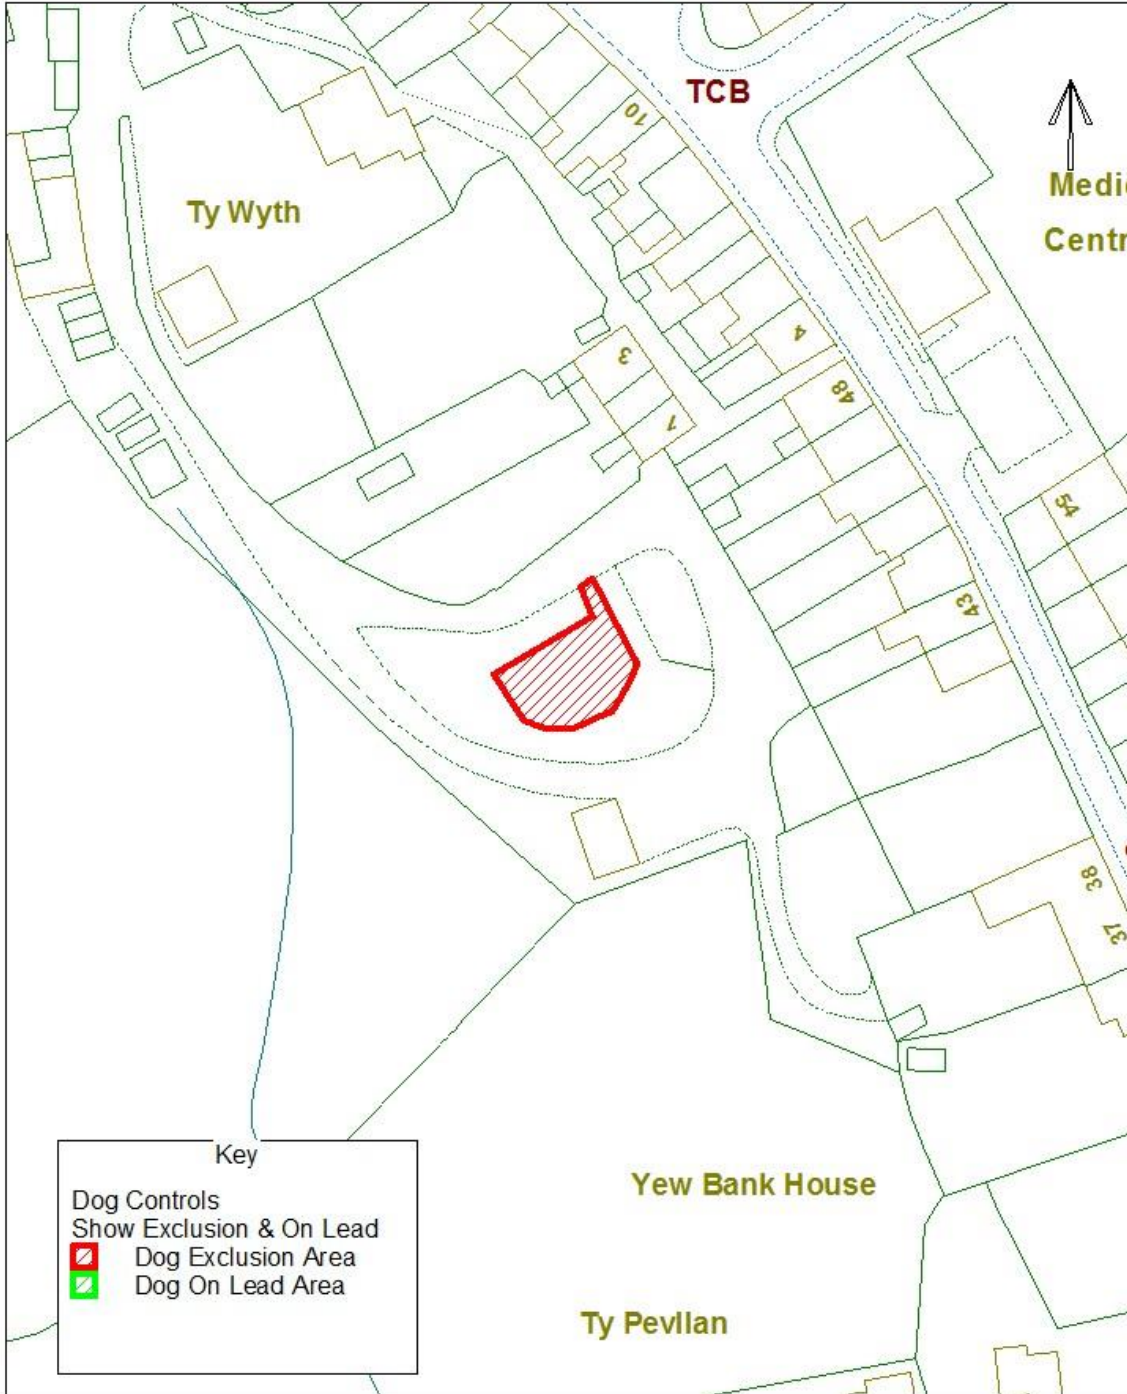 TCB
10
Medi
Centr
Ty Wyth
3
4
48
1
54
43
38
37
Key
Dog Controls
Show Exclusion & On Lead
Dog Exclusion Area
Dog On Lead Area
Yew Bank House
Ty Pevllan